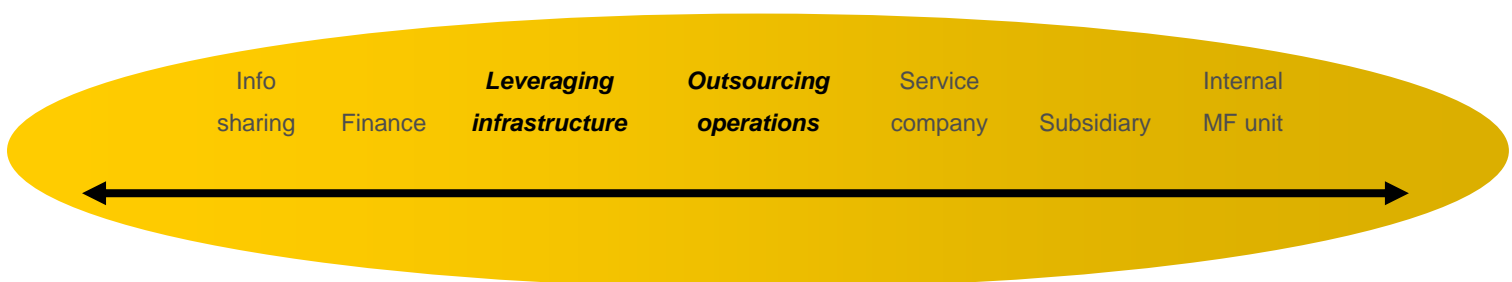 Info
sharing
Finance
Leveraging
infrastructure
Outsourcing
operations
Service
company
Subsidiary
Internal
MF unit